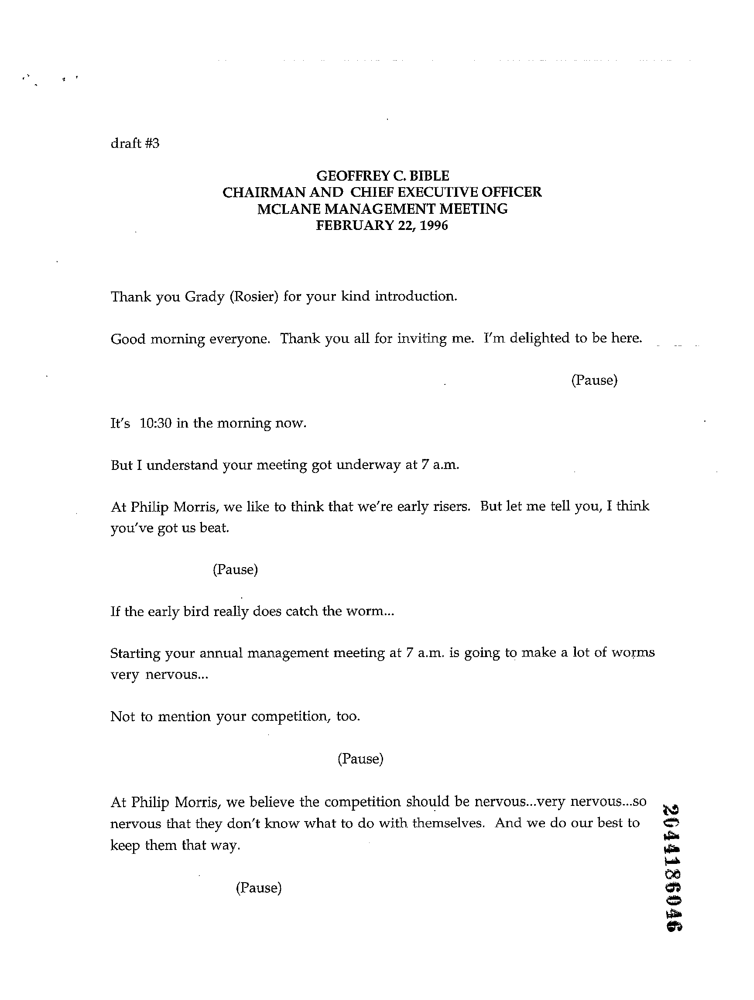 draft #3
GEOFFREY C. BIBLE
CHAIRMAN AND CHIEF EXECUTIVE OFFICER
MCLANE MANAGEMENT MEETING
FEBRUARY 22, 1996
Thank you Grady (Rosier) for your kind introduction.
Good morning everyone. Thank you all for inviting me. I'm delighted to be here.
(Pause)
It's 10:30 in the morning now.
But I understand your meeting got underway at 7 a.m.
At Philip Morris, we like to think that we're early risers. But let me tell you, I think
you've got us beat.
(Pause)
If the early bird really does catch the worm...
Starting your annual management meeting at 7 a.m. is going to make a lot of worms
very nervous...
Not to mention your competition, too.
(Pause)
At Philip Morris, we believe the competition should be nervous...very nervous...so
nervous that they don't know what to do with themselves. And we do our best to
keep them that way.
(Pause)
2044186046